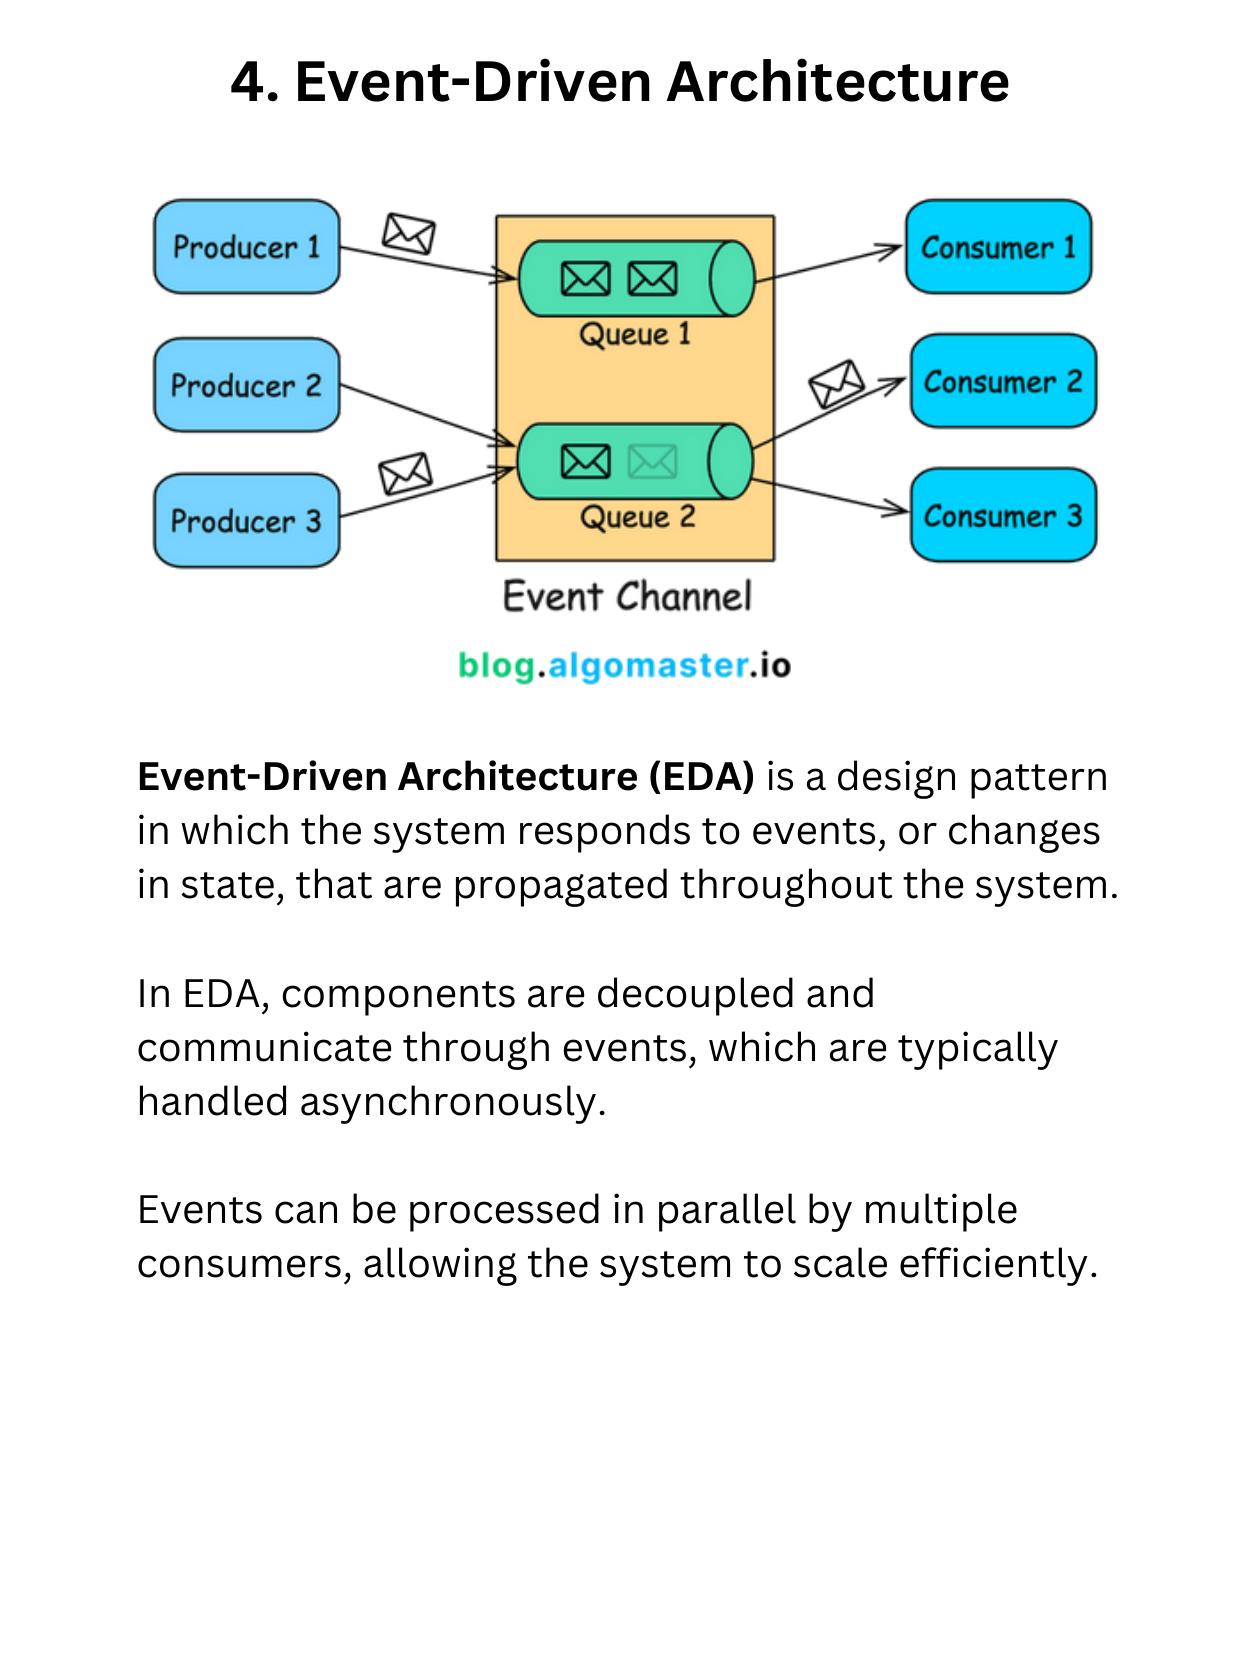 4. Event-Driven Architecture
Producer 1
Producer 2
Producer 3
Queue 1
Queue 2
Event Channel
Consumer 1
Consumer 2
Consumer 3
blog.algomaster.io
Event-Driven Architecture (EDA) is a design pattern
in which the system responds to events, or changes
in state, that are propagated throughout the system.
In EDA, components are decoupled and
communicate through events, which are typically
handled asynchronously.
Events can be processed in parallel by multiple
consumers, allowing the system to scale efficiently.